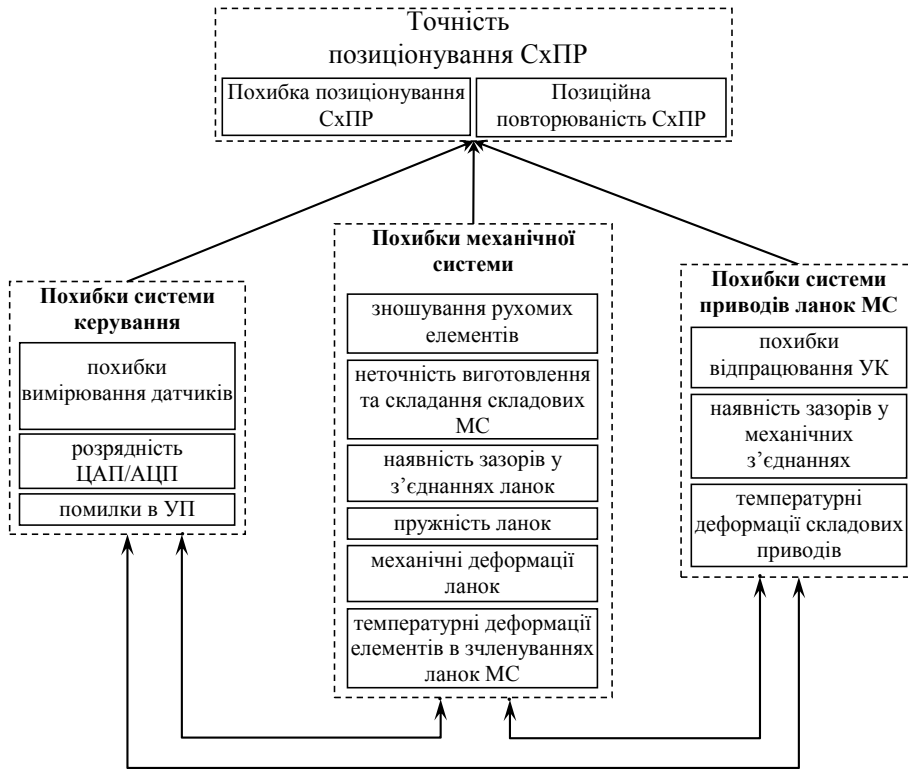 Точність
позиціонування СхПР
Похибка позиціонування
СхПР
Позиційна
повторюваність СхПР
Похибки системи
керування
похибки
вимірювання датчиків
розрядність
ЦАП/АЦП
помилки в УП
Похибки механічної
системи
зношування рухомих
елементів
неточність виготовлення
та складання складових
МС
наявність зазорів у
з’єднаннях ланок
пружність ланок
механічні деформації
ланок
температурні деформації
елементів в зчленуваннях
ланок МС
Похибки системи
приводів ланок МС
похибки
відпрацювання УК
наявність зазорів у
механічних
з’єднаннях
температурні
деформації складових
приводів